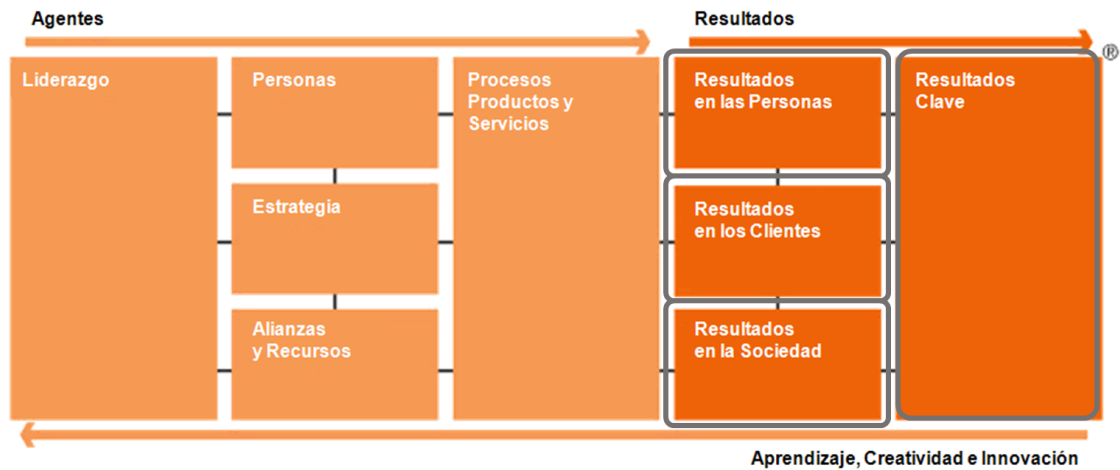 Agentes
Resultados
®
Liderazgo
Personas
Procesos
Productos y
Servicios
Resultados
en las Personas
Resultados
Clave
Estrategia
Resultados
en los Clientes
Alianzas
y Recursos
Resultados
en la Sociedad
Aprendizaje, Creatividad e Innovación